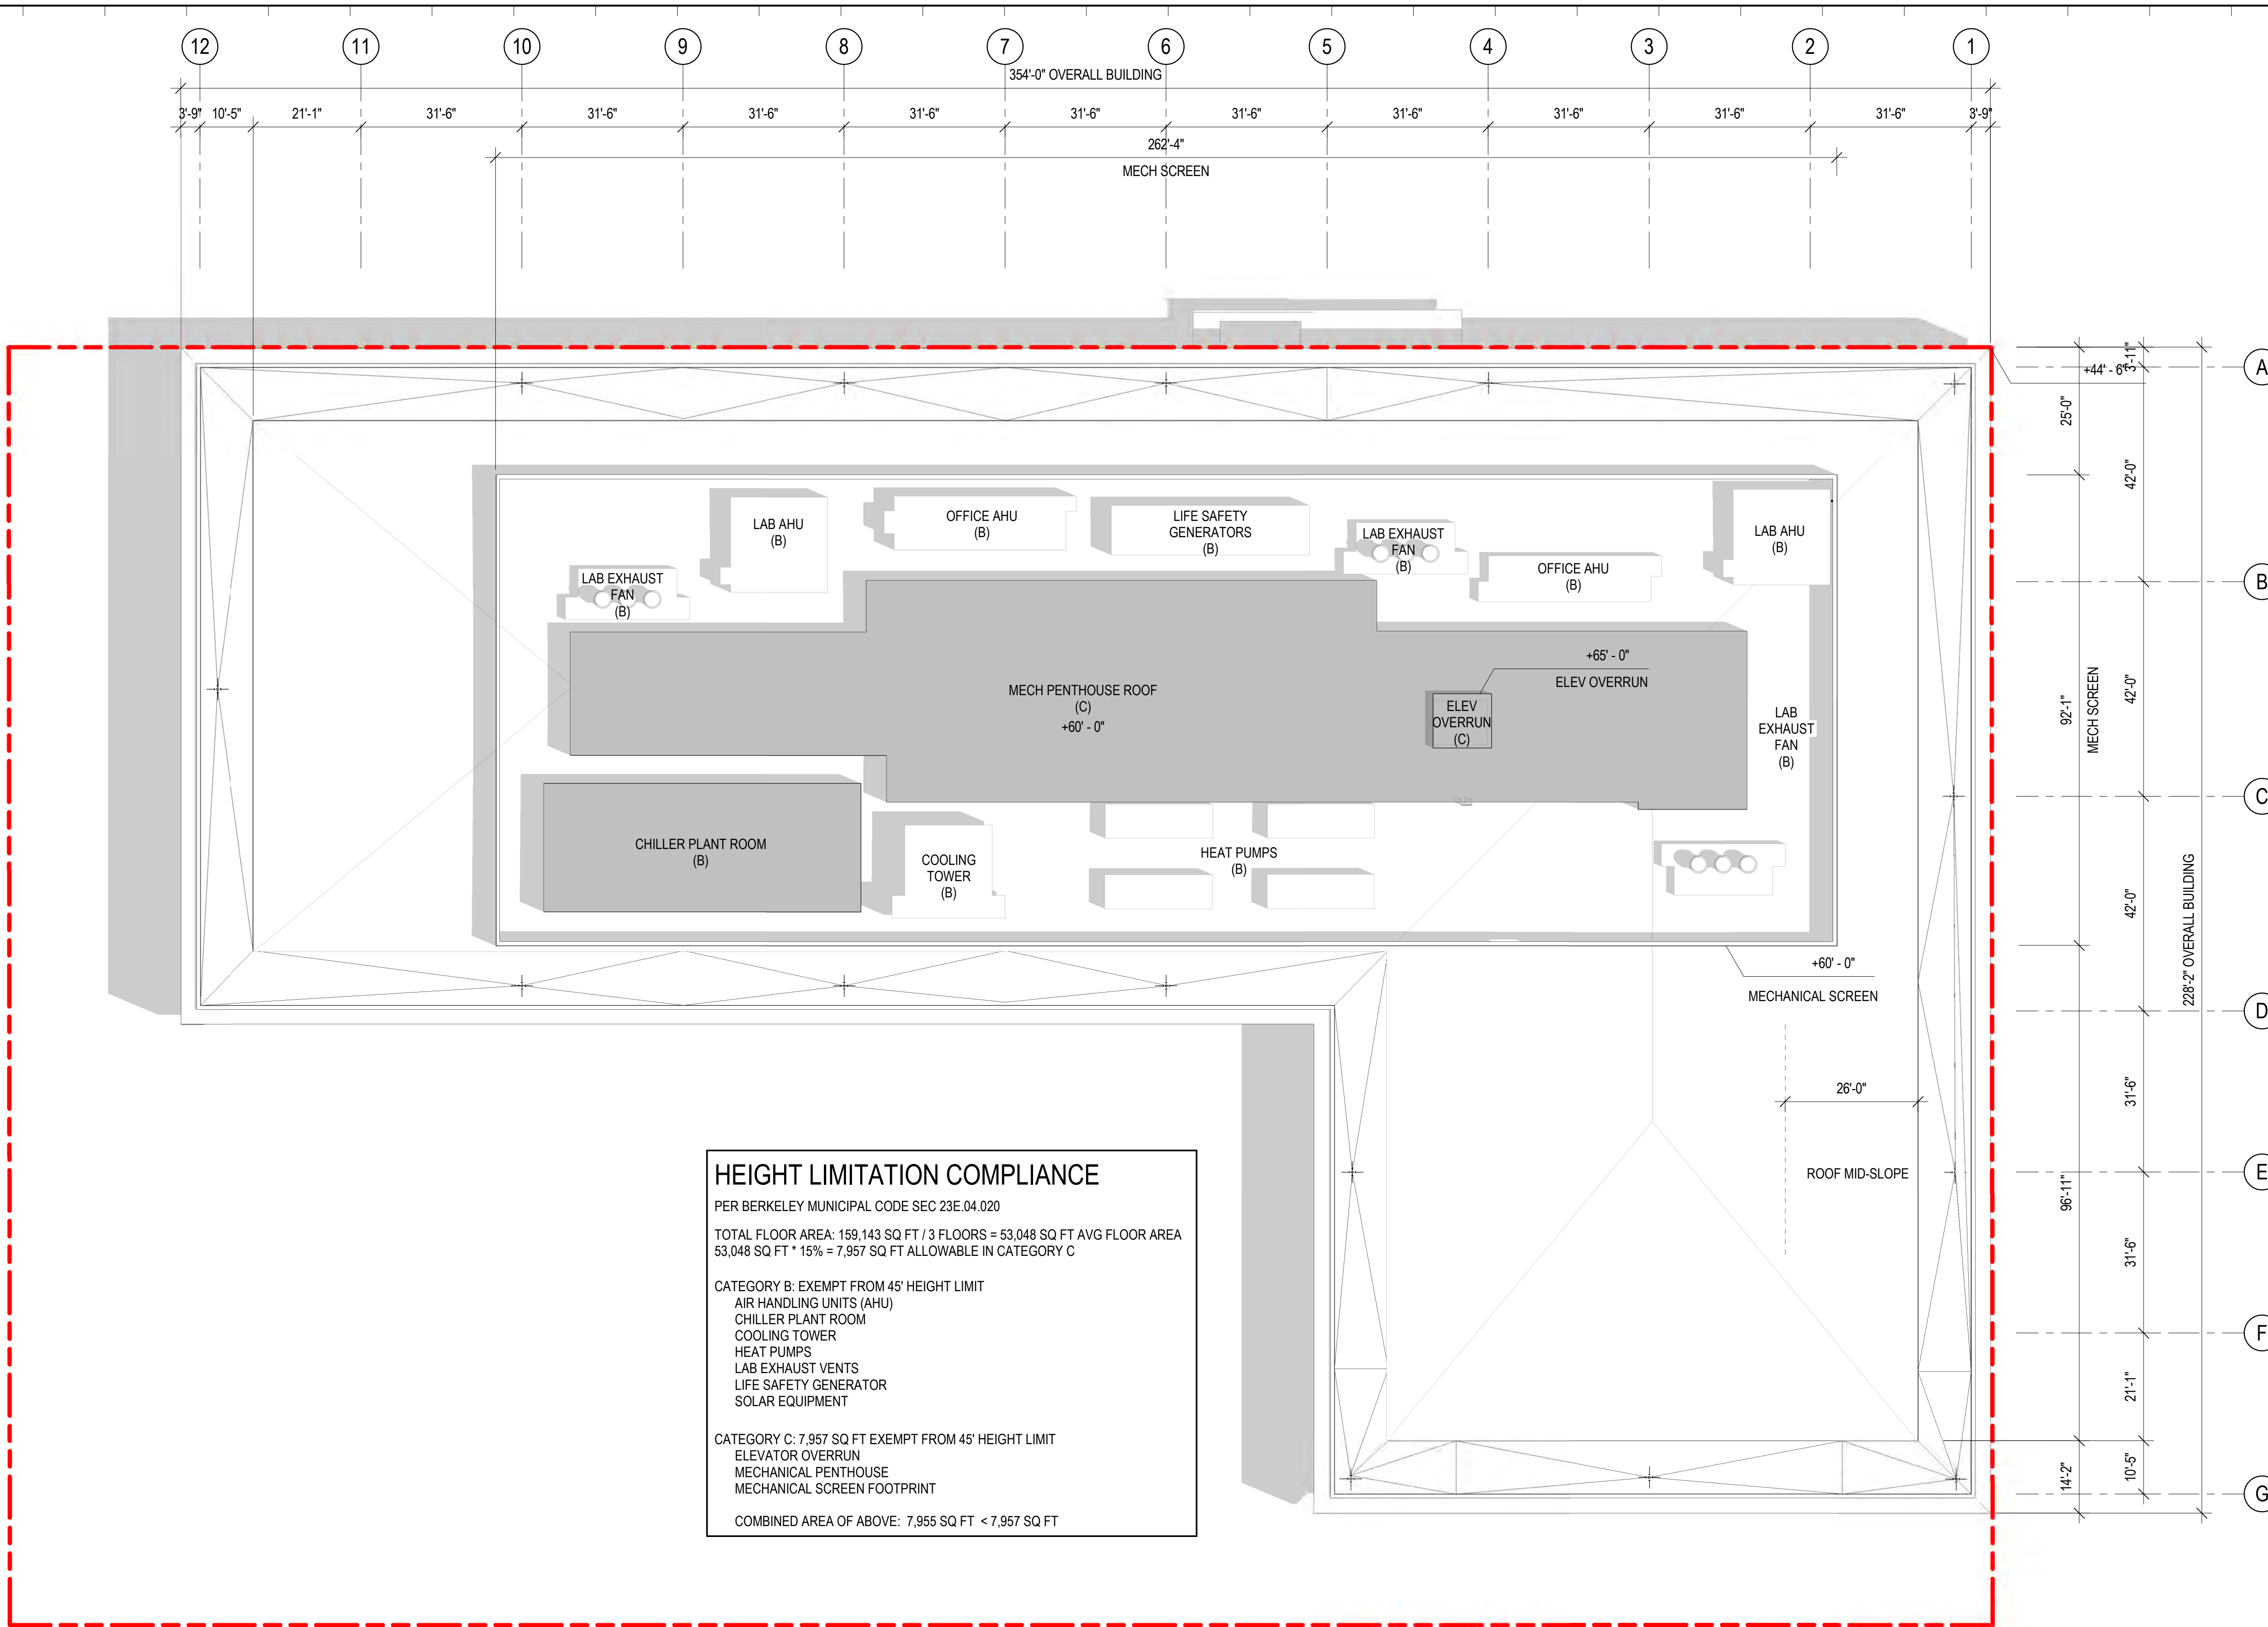 12 11 10 9 8 7 6 5 4 3 2 1
354'-0" OVERALL BUILDING
3'-9" 10'-5" 21'-1" 31'-6" 31'-6" 31'-6" 31'-6" 31'-6" 31'-6" 31'-6" 31'-6" 31'-6" 31'-6" 3'-9"
262'-4"
MECH SCREEN
3'-11"
+44' - 6"
A
25'-0"
42'-0"
LAB AHU
(B)
OFFICE AHU
(B)
LIFE SAFETY
GENERATORS
(B)
LAB EXHAUST
FAN
(B)
OFFICE AHU
(B)
LAB AHU
(B)
LAB EXHAUST
FAN
(B)
B
MECH PENTHOUSE ROOF
(C)
+60' - 0"
+65' - 0"
ELEV OVERRUN
ELEV
OVERRUN
(C)
LAB
EXHAUST
FAN
(B)
92'-1"
MECH SCREEN
42'-0"
C
CHILLER PLANT ROOM
(B)
COOLING
TOWER
(B)
HEAT PUMPS
(B)
42'-0"
228'-2" OVERALL BUILDING
+60' - 0"
MECHANICAL SCREEN
D
26'-0"
31'-6"
ROOF MID-SLOPE
E
96'-11"
31'-6"
F
21'-1"
14'-2"
10'-5"
G
HEIGHT LIMITATION COMPLIANCE
PER BERKELEY MUNICIPAL CODE SEC 23E.04.020
TOTAL FLOOR AREA: 159,143 SQ FT / 3 FLOORS = 53,048 SQ FT AVG FLOOR AREA
53,048 SQ FT * 15% = 7,957 SQ FT ALLOWABLE IN CATEGORY C
CATEGORY B: EXEMPT FROM 45' HEIGHT LIMIT
AIR HANDLING UNITS (AHU)
CHILLER PLANT ROOM
COOLING TOWER
HEAT PUMPS
LAB EXHAUST VENTS
LIFE SAFETY GENERATOR
SOLAR EQUIPMENT
CATEGORY C: 7,957 SQ FT EXEMPT FROM 45' HEIGHT LIMIT
ELEVATOR OVERRUN
MECHANICAL PENTHOUSE
MECHANICAL SCREEN FOOTPRINT
COMBINED AREA OF ABOVE: 7,955 SQ FT < 7,957 SQ FT